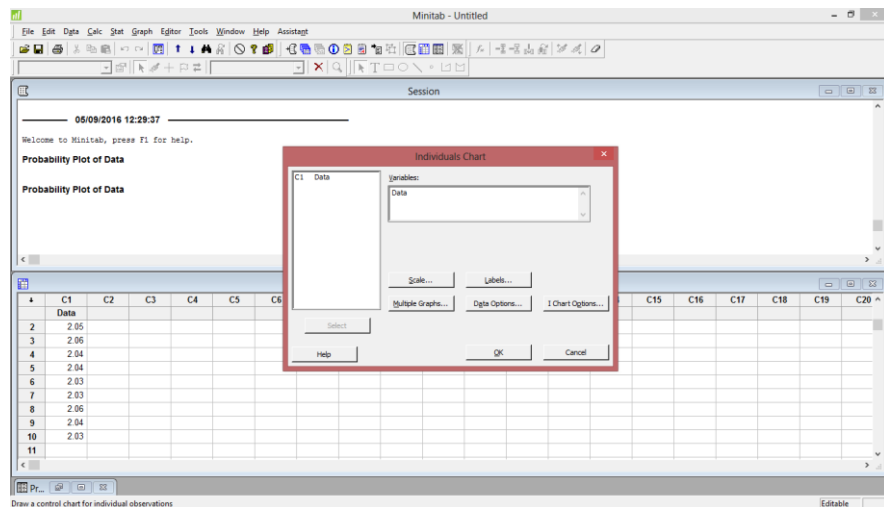 Minitab - Untitled
File Edit Data Calc Stat Graph Editor Tools Window Help Assistant
Session
05/09/2016 12:29:37
Welcome to Minitab, press F1 for help.
Probability Plot of Data
Probability Plot of Data
Individuals Chart
C1 Data
Variables:
Data
Scale... Labels...
Multiple Graphs... Data Options... I Chart Options...
Select
Help OK Cancel
C1 C2 C3 C4 C5 C6 C15 C16 C17 C18 C19 C20
Data
2 2.05
3 2.06
4 2.04
5 2.04
6 2.03
7 2.03
8 2.06
9 2.04
10 2.03
11
Pr...
Draw a control chart for individual observations Editable